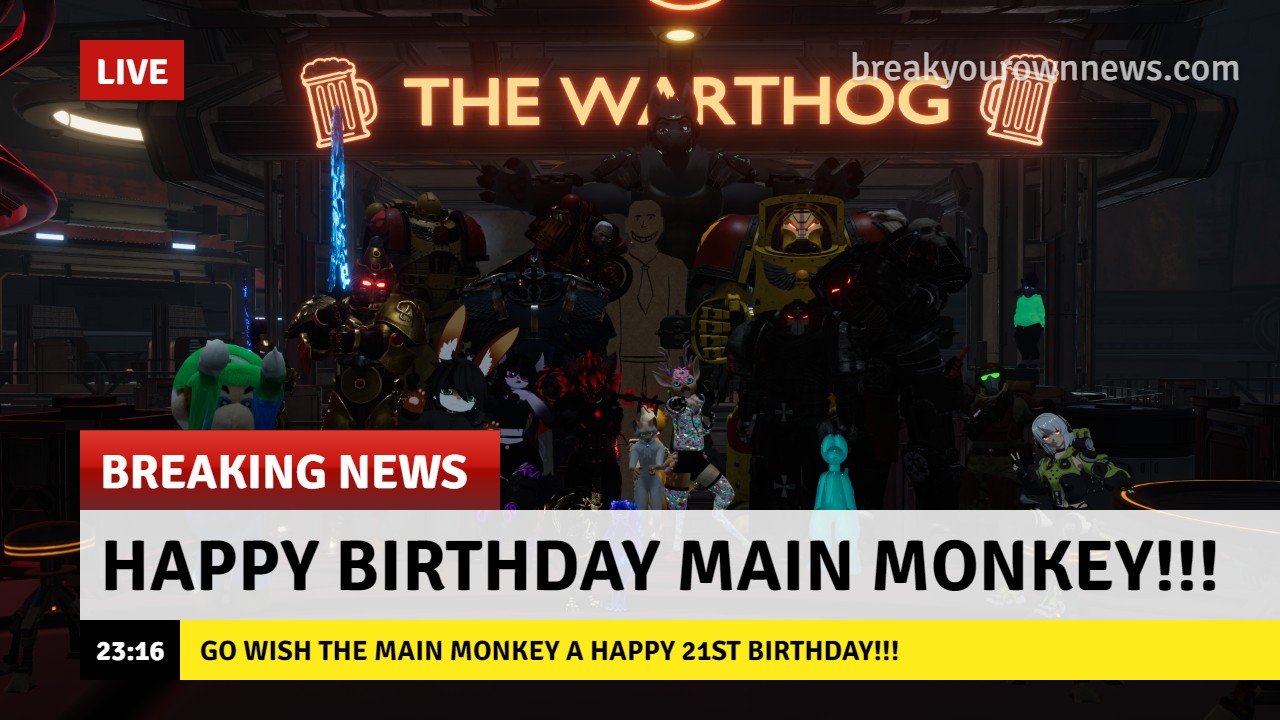 LIVE
breakyourownnews.com
THE WARTHOG
BREAKING NEWS
HAPPY BIRTHDAY MAIN MONKEY!!!
23:16
GO WISH THE MAIN MONKEY A HAPPY 21ST BIRTHDAY!!!